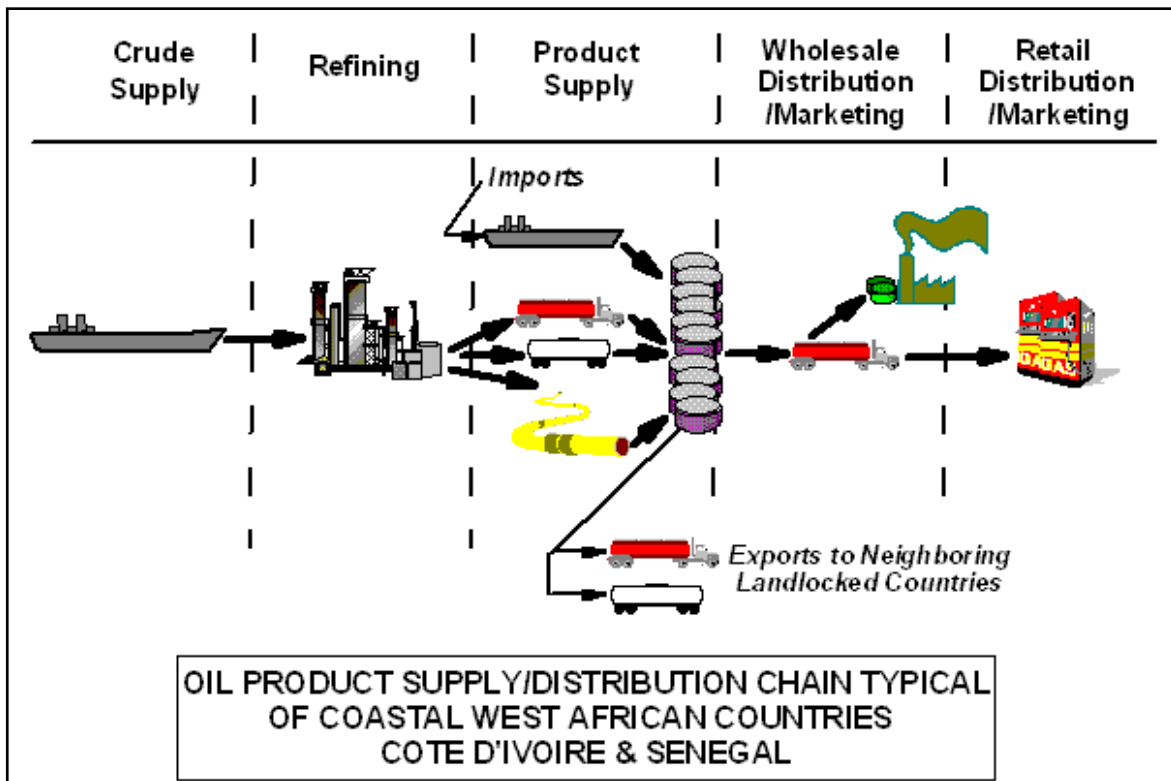 Crude
Supply
Refining
Product
Supply
Wholesale
Distribution
/Marketing
Retail
Distribution
/Marketing
Imports
Exports to Neighboring
Landlocked Countries
OIL PRODUCT SUPPLY/DISTRIBUTION CHAIN TYPICAL
OF COASTAL WEST AFRICAN COUNTRIES
COTE D'IVOIRE & SENEGAL